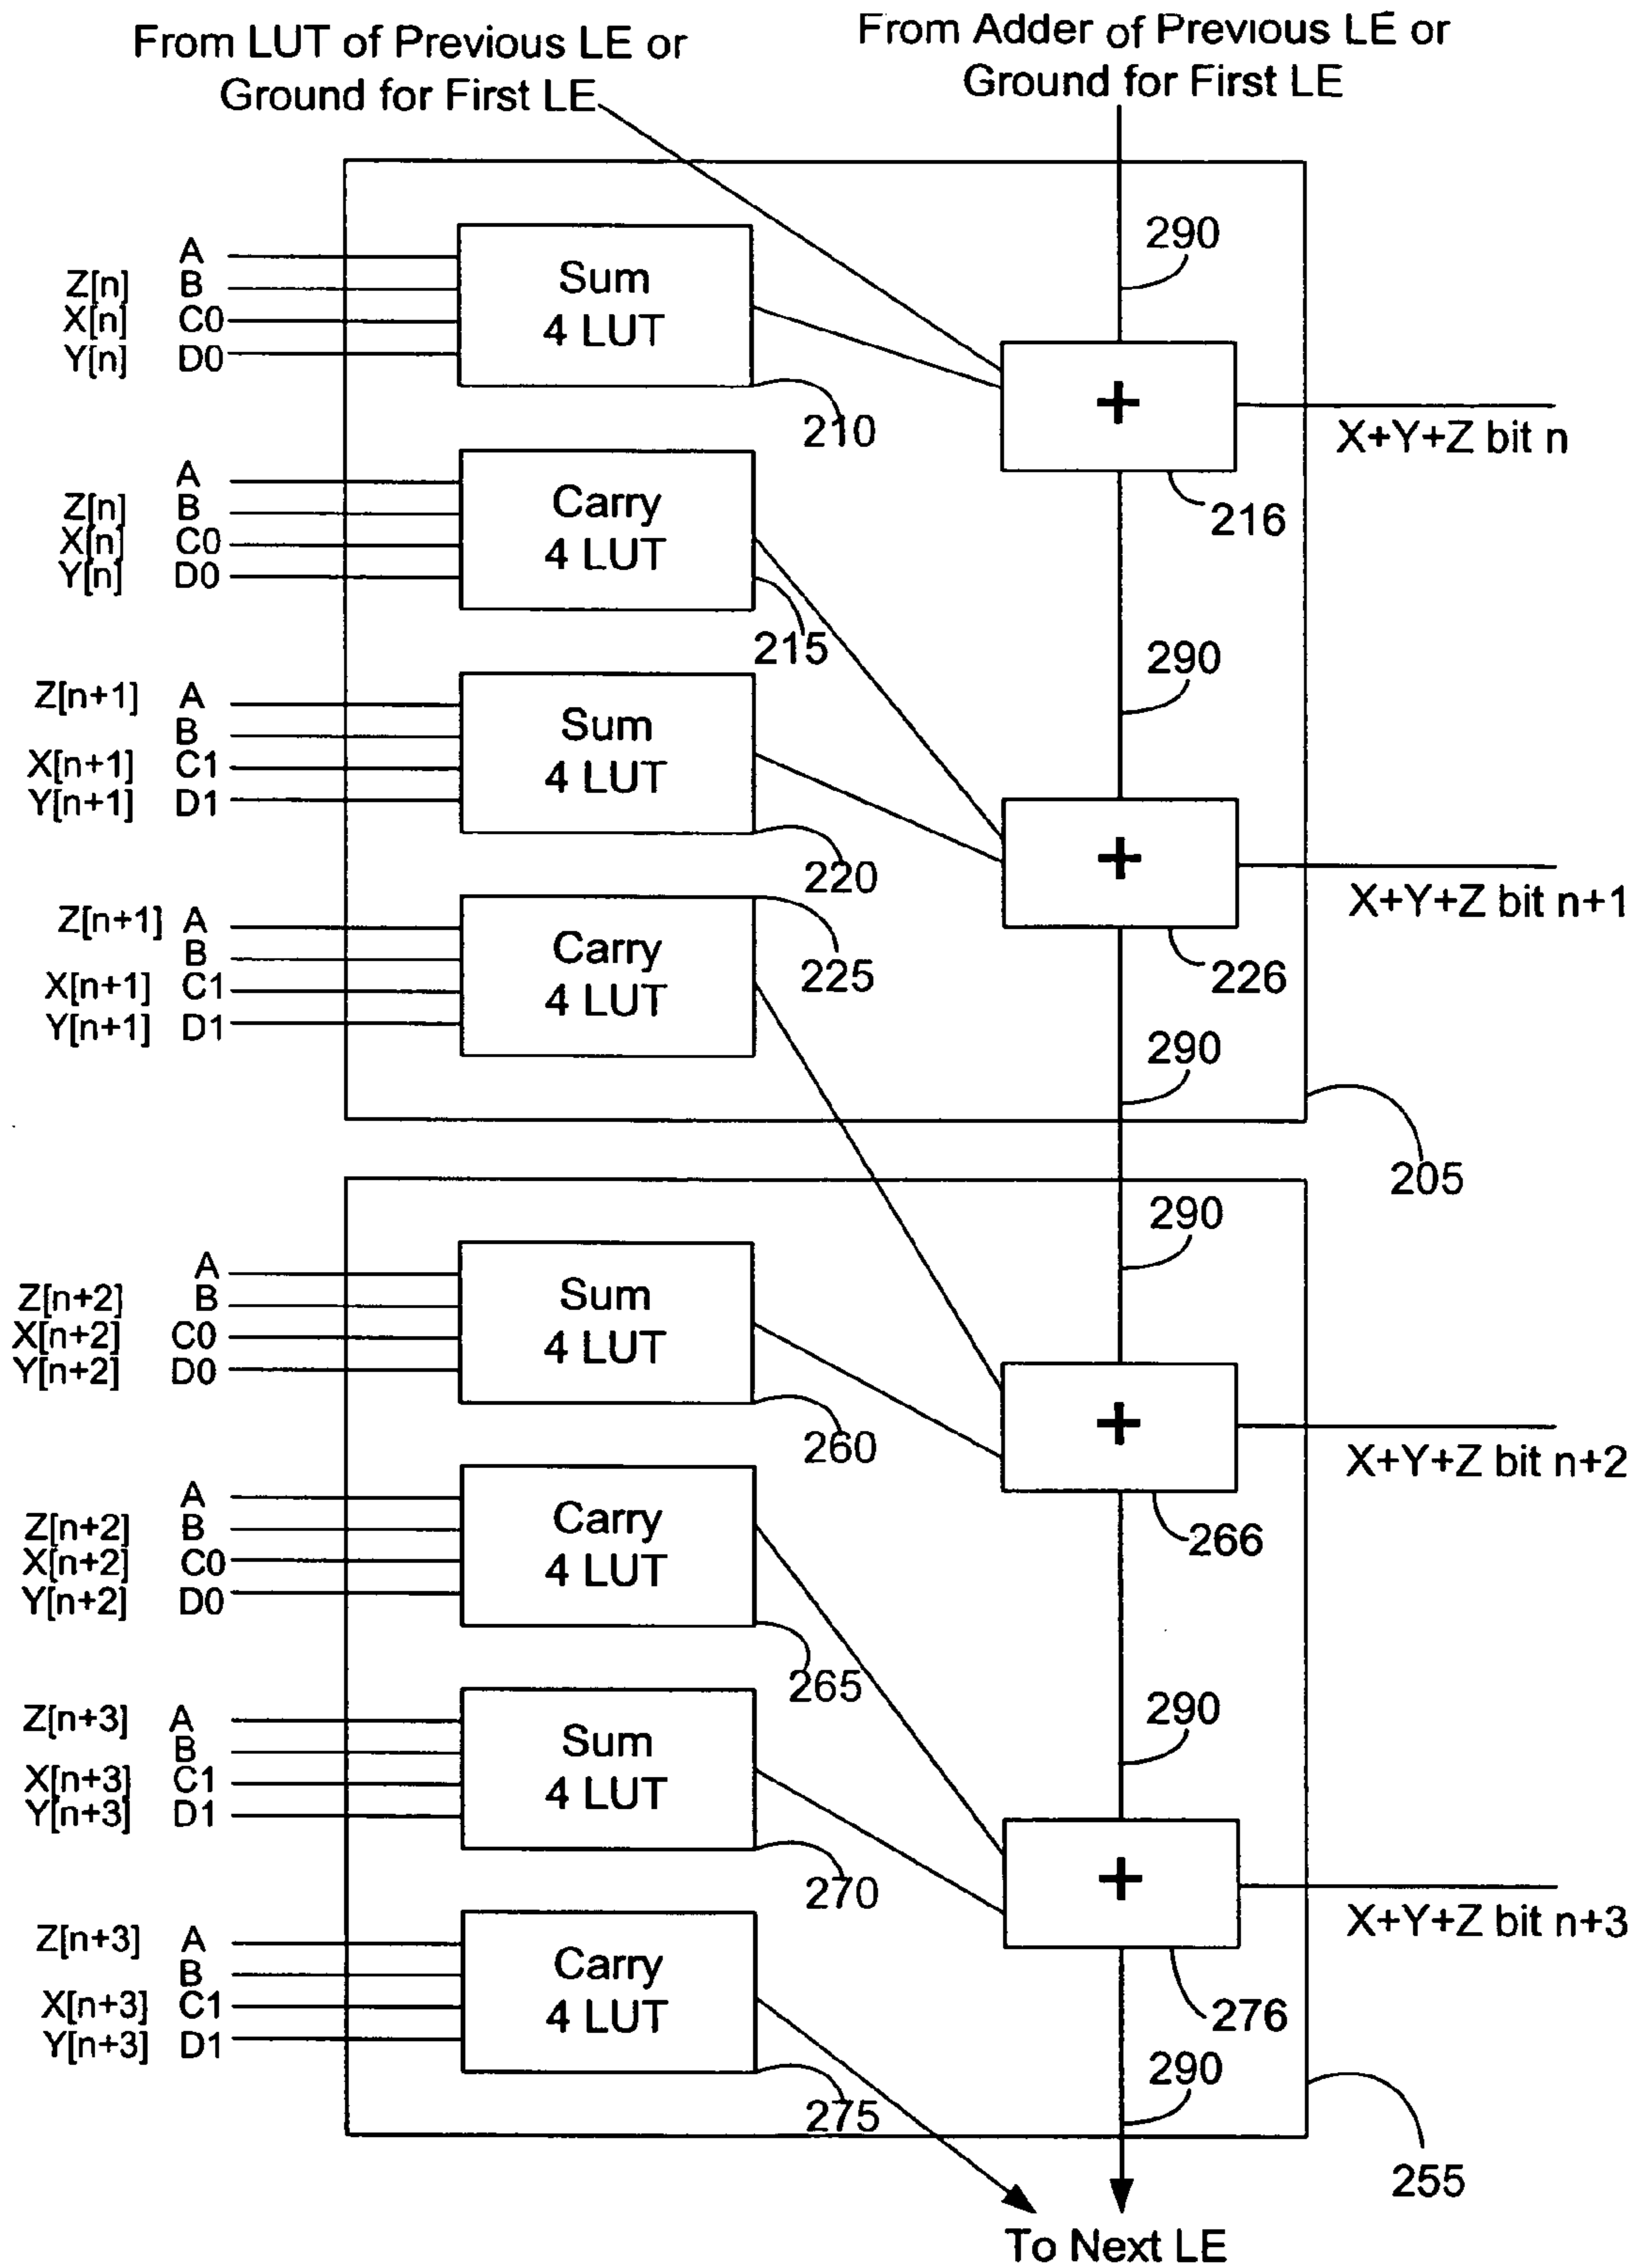 From LUT of Previous LE or
Ground for First LE
From Adder of Previous LE or
Ground for First LE
290
A
Z[n] B
X[n] C0
Y[n] D0
Sum
4 LUT
210
+
X+Y+Z bit n
216
A
Z[n] B
X[n] C0
Y[n] D0
Carry
4 LUT
215
290
Z[n+1] A
B
X[n+1] C1
Y[n+1] D1
Sum
4 LUT
220
+
X+Y+Z bit n+1
226
Z[n+1] A
B
X[n+1] C1
Y[n+1] D1
Carry
4 LUT
225
290
205
290
A
Z[n+2] B
X[n+2] C0
Y[n+2] D0
Sum
4 LUT
260
+
X+Y+Z bit n+2
266
A
Z[n+2] B
X[n+2] C0
Y[n+2] D0
Carry
4 LUT
265
290
Z[n+3] A
B
X[n+3] C1
Y[n+3] D1
Sum
4 LUT
270
+
X+Y+Z bit n+3
276
Z[n+3] A
B
X[n+3] C1
Y[n+3] D1
Carry
4 LUT
275
290
255
To Next LE